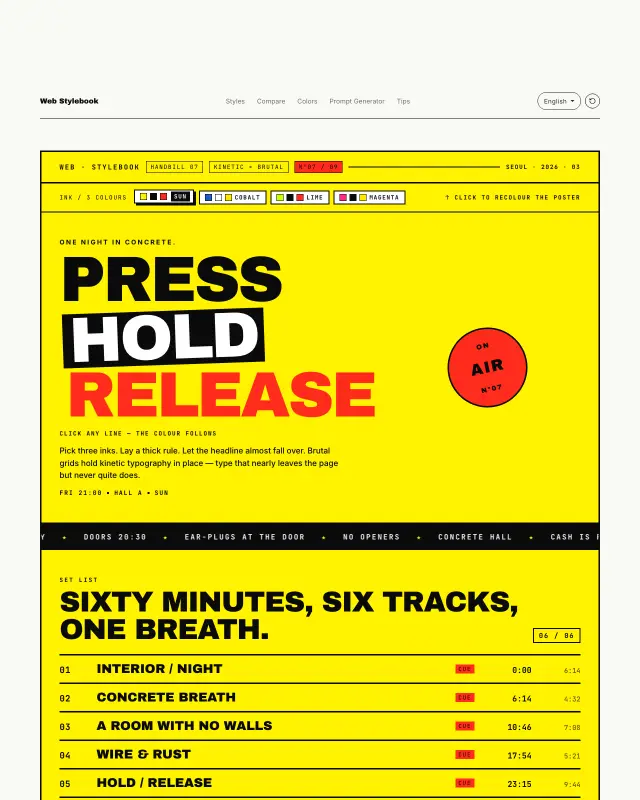 Web Stylebook
Styles Compare Colors Prompt Generator Tips
English
WEB · STYLEBOOK HANDBILL 07 KINETIC × BRUTAL N°07 / 09 SEOUL · 2026 · 03
INK / 3 COLOURS SUN COBALT LIME MAGENTA ↑ CLICK TO RECOLOUR THE POSTER
ONE NIGHT IN CONCRETE.
PRESS
HOLD
RELEASE
ON
AIR
N°07
CLICK ANY LINE — THE COLOUR FOLLOWS
Pick three inks. Lay a thick rule. Let the headline almost fall over. Brutal
grids hold kinetic typography in place — type that nearly leaves the page
but never quite does.
FRI 21:00 • HALL A • SUN
Y ★ DOORS 20:30 ★ EAR-PLUGS AT THE DOOR ★ NO OPENERS ★ CONCRETE HALL ★ CASH IS
SET LIST
SIXTY MINUTES, SIX TRACKS,
ONE BREATH.
06 / 06
01 INTERIOR / NIGHT CUE 0:00 6:14
02 CONCRETE BREATH CUE 6:14 4:32
03 A ROOM WITH NO WALLS CUE 10:46 7:08
04 WIRE & RUST CUE 17:54 5:21
05 HOLD / RELEASE CUE 23:15 9:44